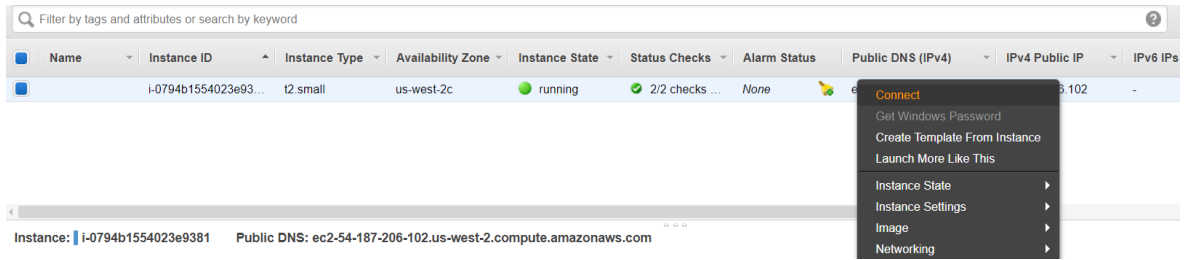 Filter by tags and attributes or search by keyword
Name Instance ID Instance Type Availability Zone Instance State Status Checks Alarm Status Public DNS (IPv4) IPv4 Public IP IPv6 IPs
i-0794b1554023e93... t2.small us-west-2c running 2/2 checks ... None e 6.102 -
Connect
Get Windows Password
Create Template From Instance
Launch More Like This
Instance State
Instance Settings
Image
Networking
Instance: i-0794b1554023e9381 Public DNS: ec2-54-187-206-102.us-west-2.compute.amazonaws.com